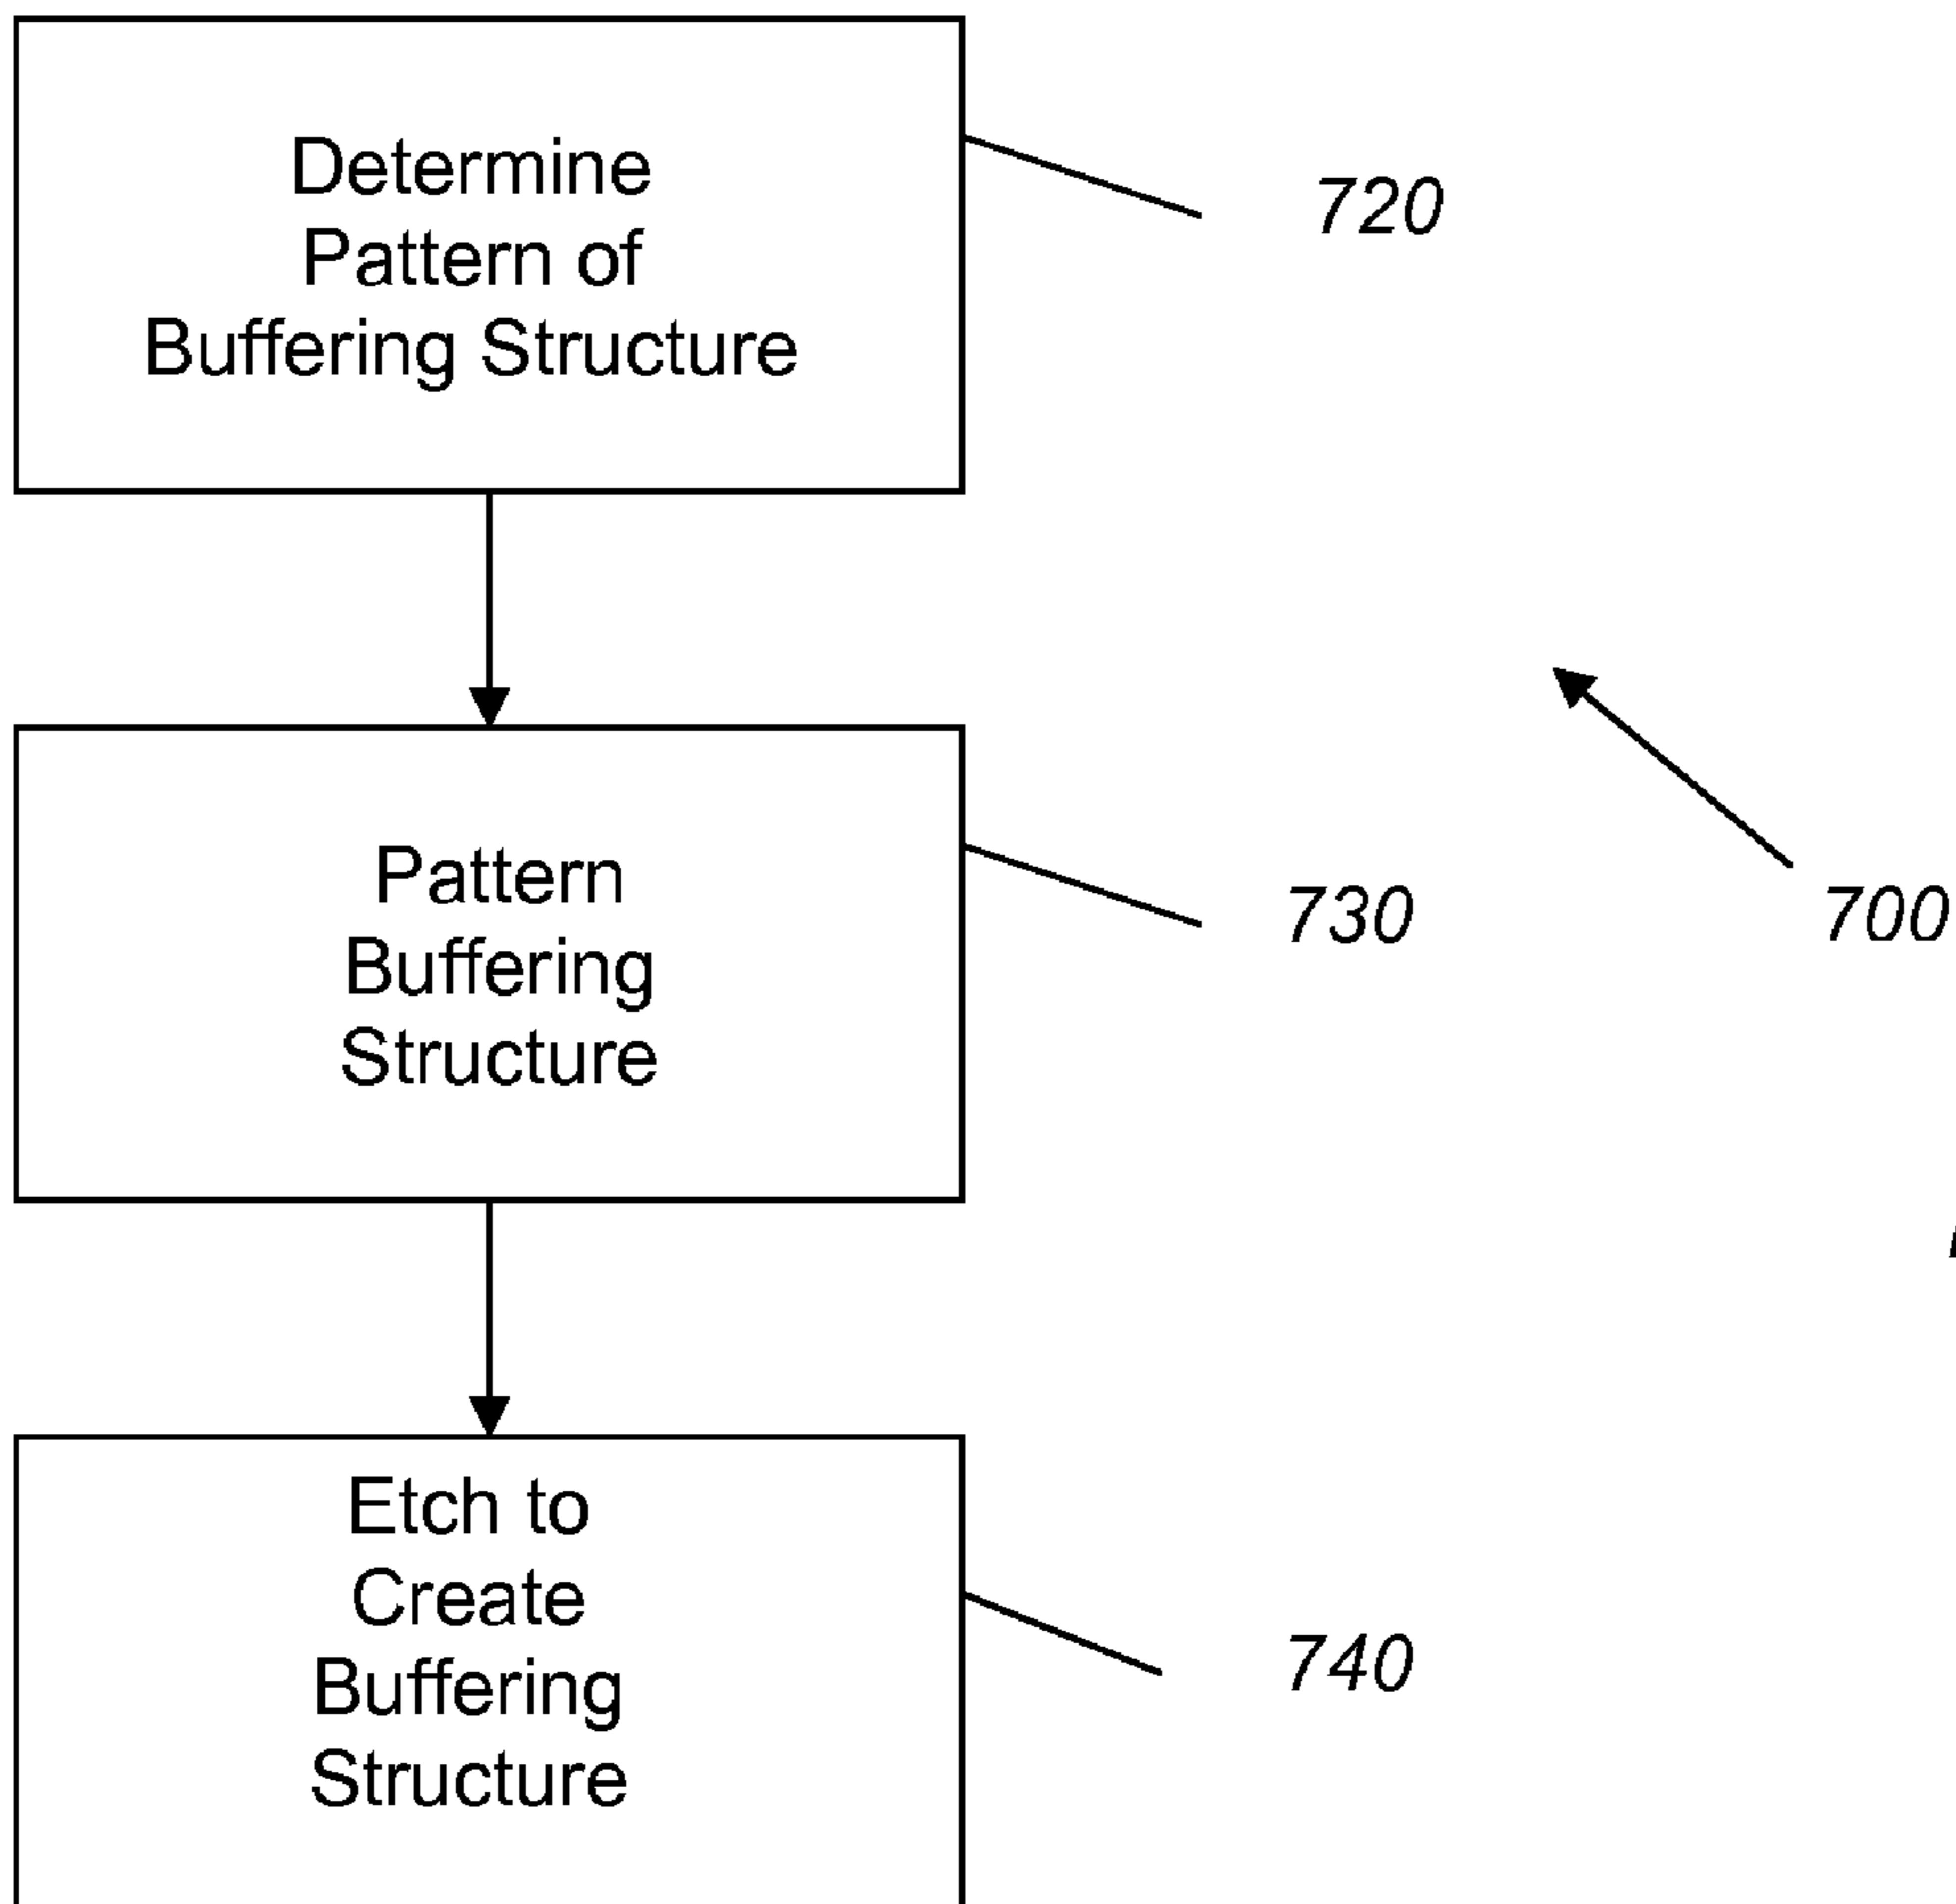 Determine
Pattern of
Buffering Structure
720
Pattern
Buffering
Structure
730
700
Etch to
Create
Buffering
Structure
740